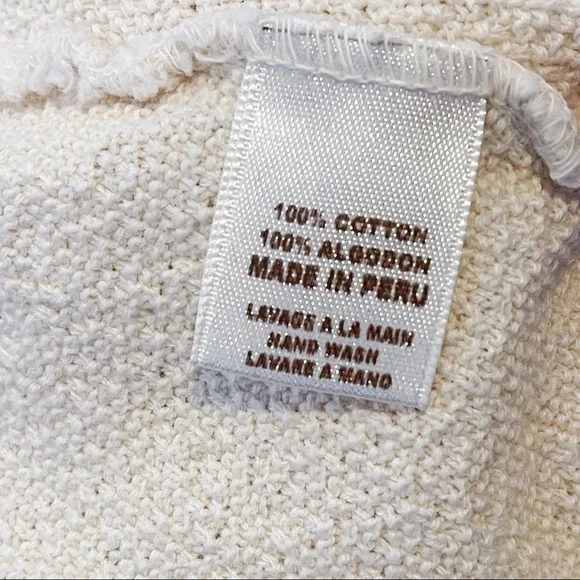 100% COTTON
100% ALGODON
MADE IN PERU
LAVAGE A LA MAIN
HAND WASH
LAVARE A MANO